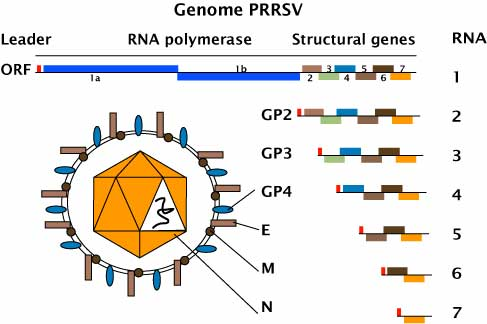 Genome PRRSV
Leader RNA polymerase Structural genes RNA
ORF 1a 1b 2 3 4 5 6 7 1
GP2 2
GP3 3
GP4 4
E 5
M 6
N 7